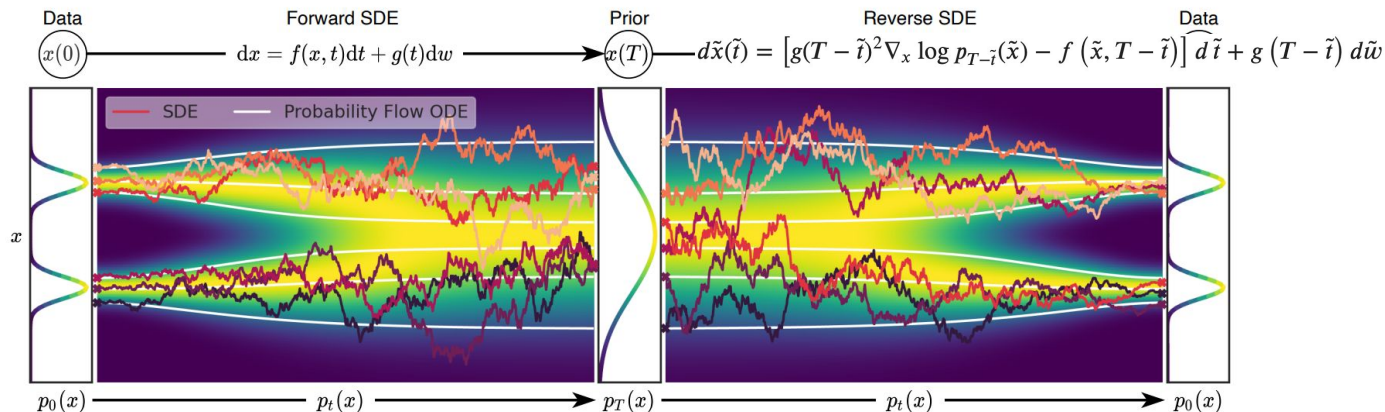 Data Forward SDE Prior Reverse SDE Data
x(0) dx = f(x, t)dt + g(t)dw x(T) dx̃(t̃) = [g(T − t̃)²∇ₓ log p_{T−t̃}(x̃) − f (x̃, T − t̃)] d t̃ + g (T − t̃) dw̃
SDE Probability Flow ODE
x
p₀(x) pₜ(x) p_T(x) pₜ(x) p₀(x)